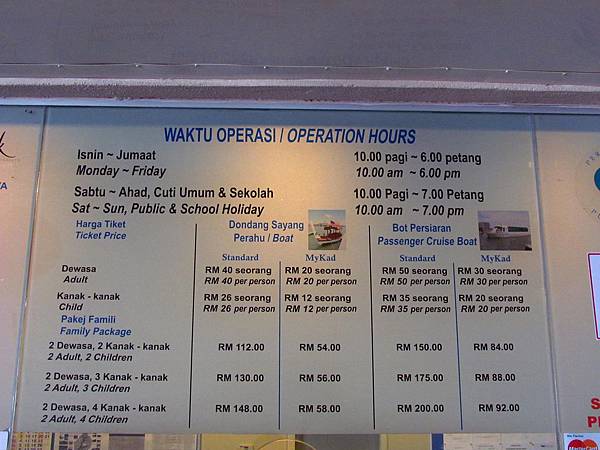 WAKTU OPERASI / OPERATION HOURS
Isnin ~ Jumaat 10.00 pagi ~ 6.00 petang
Monday ~ Friday 10.00 am ~ 6.00 pm
Sabtu ~ Ahad, Cuti Umum & Sekolah 10.00 Pagi ~ 7.00 Petang
Sat ~ Sun, Public & School Holiday 10.00 am ~ 7.00 pm
Harga Tiket Dondang Sayang Bot Persiaran
Ticket Price Perahu / Boat Passenger Cruise Boat
Standard MyKad Standard MyKad
Dewasa RM 40 seorang RM 20 seorang RM 50 seorang RM 30 seorang
Adult RM 40 per person RM 20 per person RM 50 per person RM 30 per person
Kanak - kanak RM 26 seorang RM 12 seorang RM 35 seorang RM 20 seorang
Child RM 26 per person RM 12 per person RM 35 per person RM 20 per person
Pakej Famili
Family Package
2 Dewasa, 2 Kanak - kanak RM 112.00 RM 54.00 RM 150.00 RM 84.00
2 Adult, 2 Children
2 Dewasa, 3 Kanak - kanak RM 130.00 RM 56.00 RM 175.00 RM 88.00
2 Adult, 3 Children
2 Dewasa, 4 Kanak - kanak RM 148.00 RM 58.00 RM 200.00 RM 92.00
2 Adult, 4 Children
MasterCard